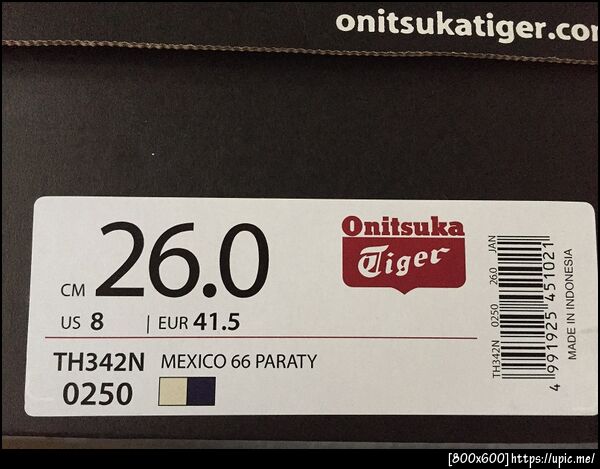 onitsukatiger.co
CM 26.0
US 8 | EUR 41.5
TH342N MEXICO 66 PARATY
0250
Onitsuka
Tiger
TH342N 0250 26.0 JAN
4 991925 451021
MADE IN INDONESIA
[800x600]https://upic.me/